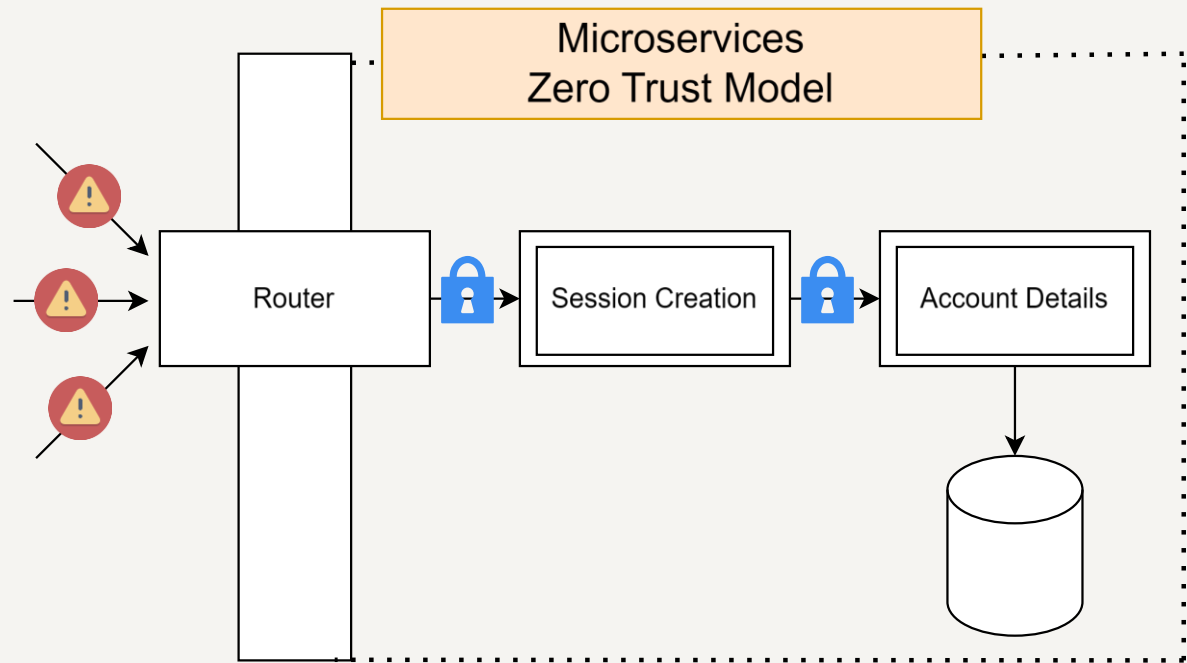 Microservices
Zero Trust Model
Router
Session Creation
Account Details